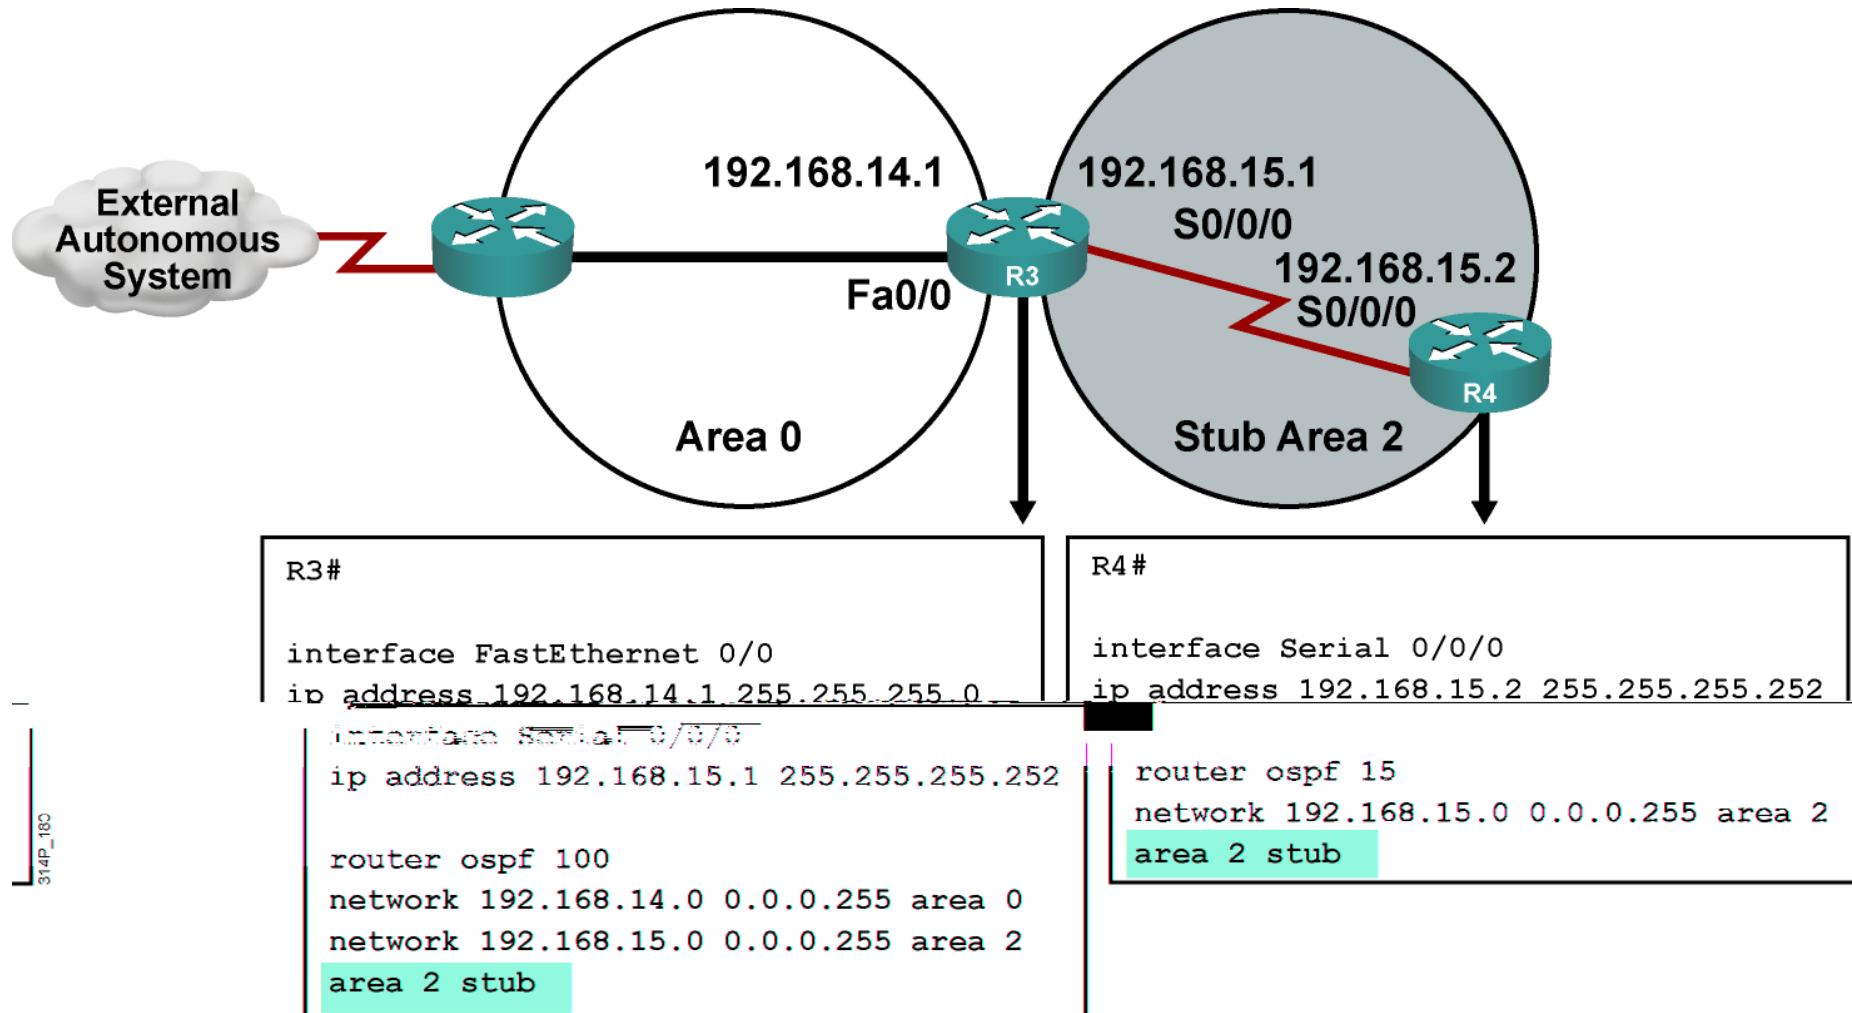 External
Autonomous
System
192.168.14.1
192.168.15.1
S0/0/0
192.168.15.2
S0/0/0
R3
Fa0/0
R4
Area 0
Stub Area 2
R3#
interface FastEthernet 0/0
ip address 192.168.14.1 255.255.255.0
interface Serial 0/0/0
ip address 192.168.15.1 255.255.255.252
router ospf 100
network 192.168.14.0 0.0.0.255 area 0
network 192.168.15.0 0.0.0.255 area 2
area 2 stub
R4#
interface Serial 0/0/0
ip address 192.168.15.2 255.255.255.252
router ospf 15
network 192.168.15.0 0.0.0.255 area 2
area 2 stub
314P_180